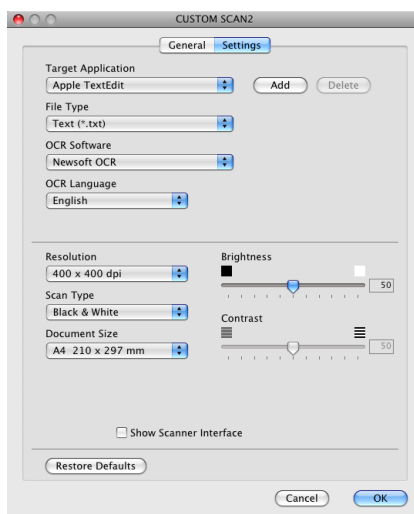 CUSTOM SCAN2
General Settings
Target Application
Apple TextEdit Add Delete
File Type
Text (*.txt)
OCR Software
Newsoft OCR
OCR Language
English
Resolution Brightness
400 x 400 dpi 50
Scan Type
Black & White Contrast
Document Size
A4 210 x 297 mm 50
Show Scanner Interface
Restore Defaults
Cancel OK